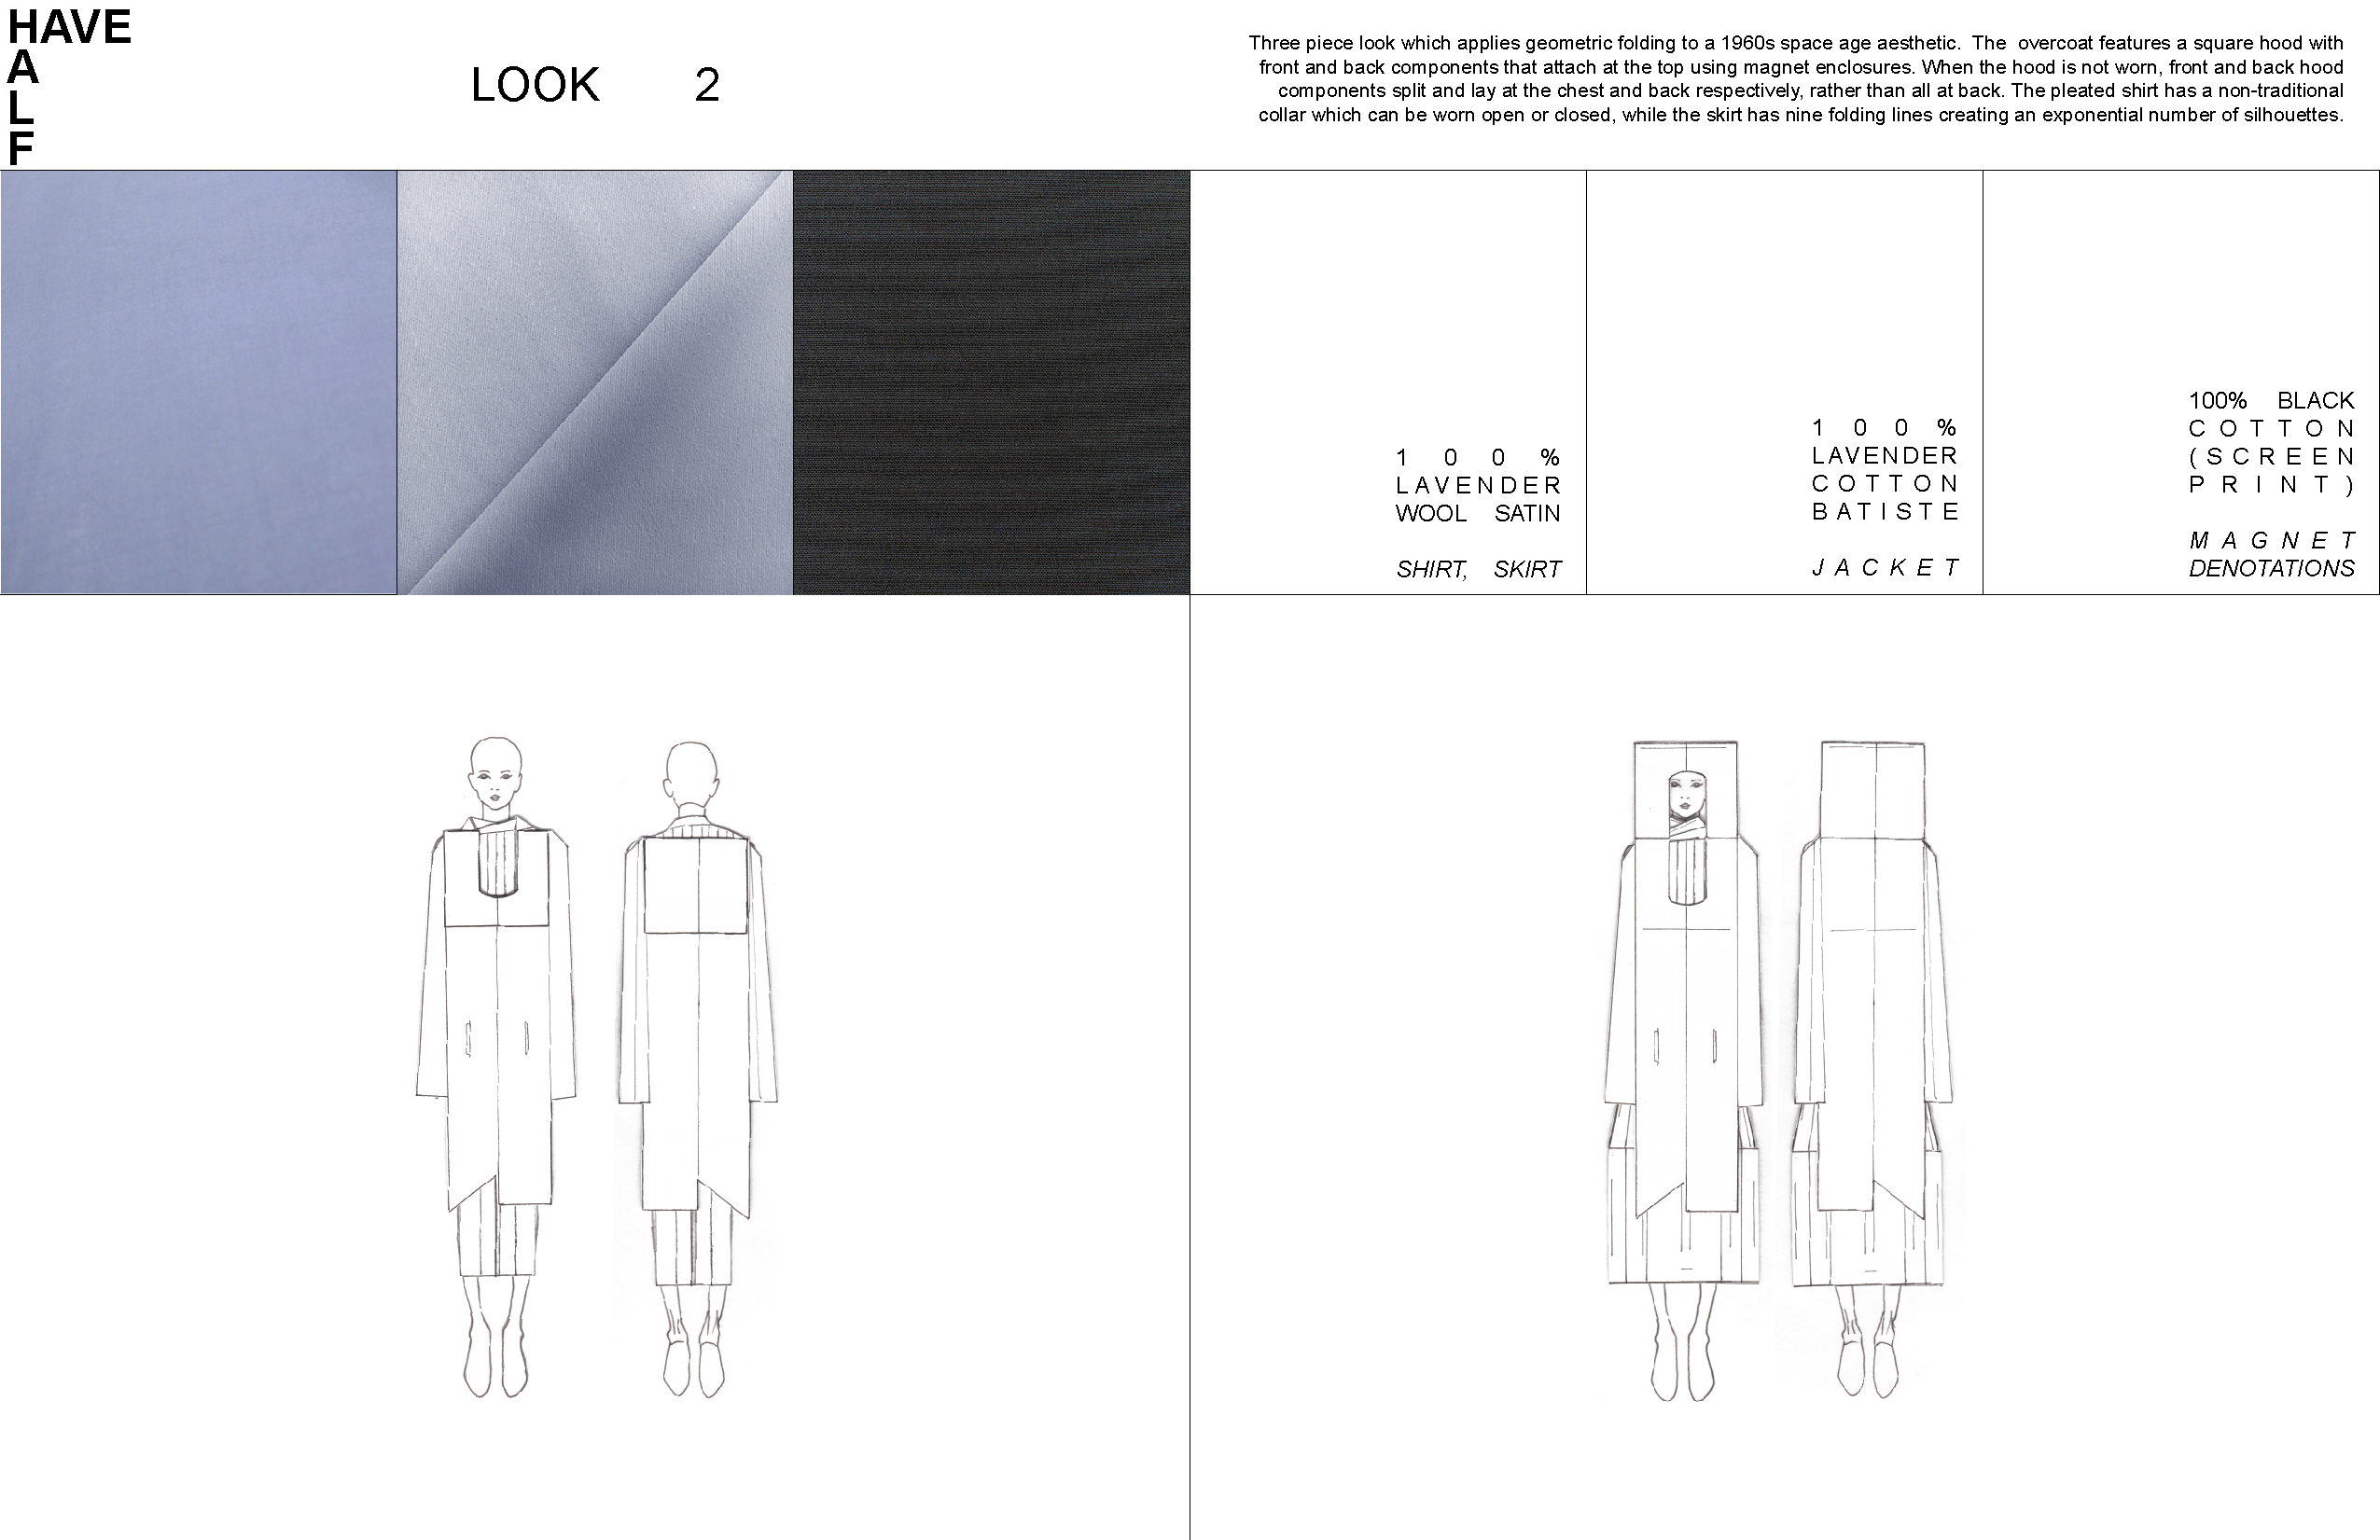 HAVE
A
L
F
LOOK 2
Three piece look which applies geometric folding to a 1960s space age aesthetic. The overcoat features a square hood with
front and back components that attach at the top using magnet enclosures. When the hood is not worn, front and back hood
components split and lay at the chest and back respectively, rather than all at back. The pleated shirt has a non-traditional
collar which can be worn open or closed, while the skirt has nine folding lines creating an exponential number of silhouettes.
100%
LAVENDER
WOOL SATIN
SHIRT, SKIRT
100%
LAVENDER
COTTON
BATISTE
JACKET
100% BLACK
COTTON
(SCREEN
PRINT)
MAGNET
DENOTATIONS